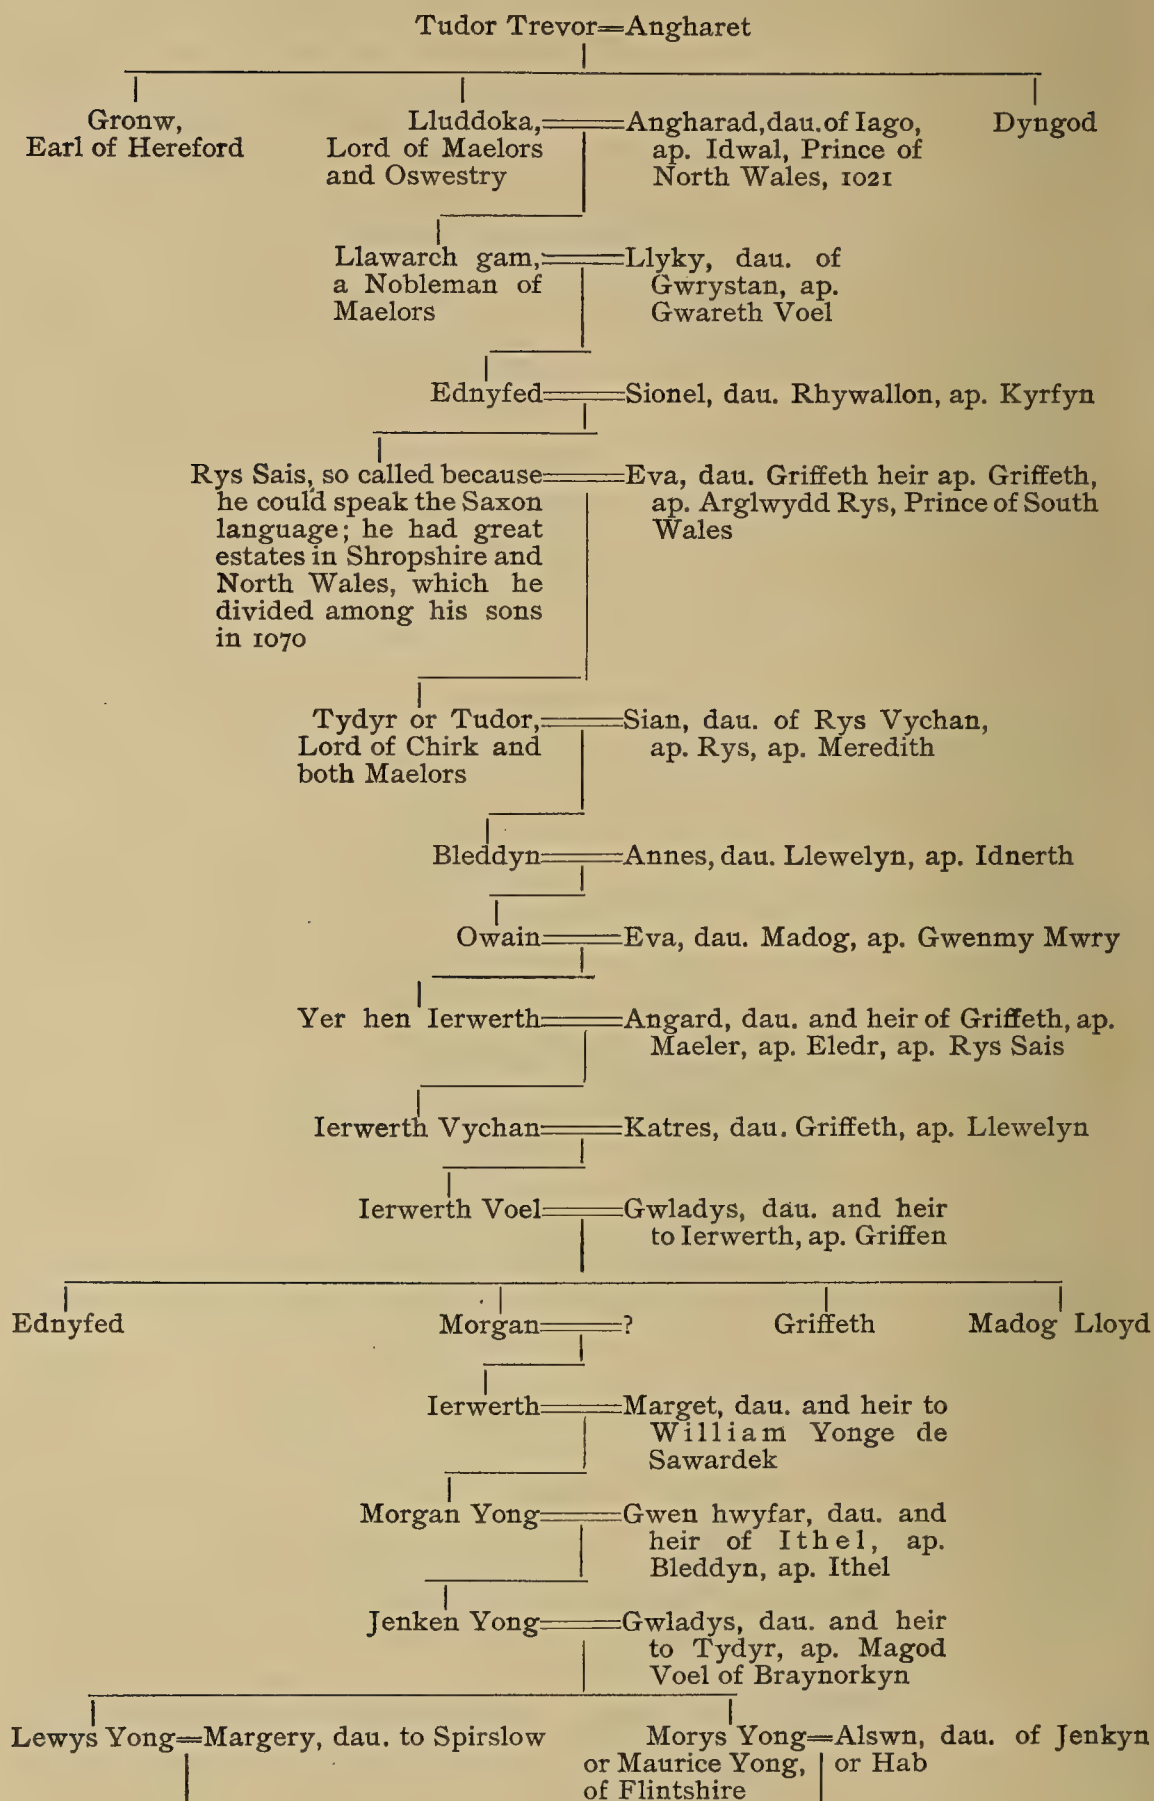 Tudor Trevor=Angharet
Gronw,
Earl of Hereford
Lluddoka,
Lord of Maelors
and Oswestry
Angharad, dau. of Iago,
ap. Idwal, Prince of
North Wales, 1021
Dyngod
Llawarch gam,
a Nobleman of
Maelors
Llyky, dau. of
Gwrystan, ap.
Gwareth Voel
Ednyfed=Sionel, dau. Rhywallon, ap. Kyrfyn
Rys Sais, so called because
he could speak the Saxon
language; he had great
estates in Shropshire and
North Wales, which he
divided among his sons
in 1070
Eva, dau. Griffeth heir ap. Griffeth,
ap. Arglwydd Rys, Prince of South
Wales
Tydyr or Tudor,
Lord of Chirk and
both Maelors
Sian, dau. of Rys Vychan,
ap. Rys, ap. Meredith
Bleddyn=Annes, dau. Llewelyn, ap. Idnerth
Owain=Eva, dau. Madog, ap. Gwenmy Mwry
Yer hen Ierwerth=Angard, dau. and heir of Griffeth, ap.
Maeler, ap. Eledr, ap. Rys Sais
Ierwerth Vychan=Katres, dau. Griffeth, ap. Llewelyn
Ierwerth Voel=Gwladys, dau. and heir
to Ierwerth, ap. Griffen
Ednyfed
Morgan=?
Griffeth
Madog Lloyd
Ierwerth=Marget, dau. and heir to
William Yonge de
Sawardek
Morgan Yong=Gwen hwyfar, dau. and
heir of Ithel, ap.
Bleddyn, ap. Ithel
Jenken Yong=Gwladys, dau. and heir
to Tydyr, ap. Magod
Voel of Braynorkyn
Lewys Yong=Margery, dau. to Spirslow
Morys Yong
or Maurice Yong,
of Flintshire
=Alswn, dau. of Jenkyn
or Hab